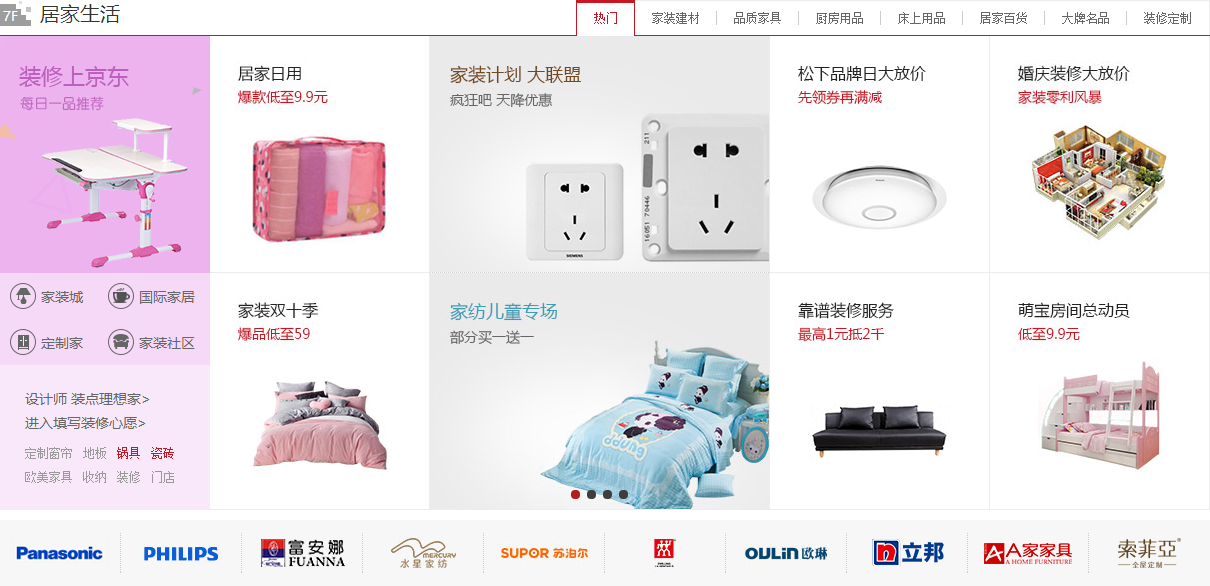 7F 居家生活
热门 家装建材 品质家具 厨房用品 床上用品 居家百货 大牌名品 装修定制
装修上京东
每日一品推荐
居家日用
爆款低至9.9元
家装计划 大联盟
疯狂吧 天降优惠
211
16051 70446
SIEMENS
松下品牌日大放价
先领券再满减
婚庆装修大放价
家装零利风暴
家装城 国际家居
定制家 家装社区
设计师 装点理想家>
进入填写装修心愿>
定制窗帘 地板 锅具 瓷砖
欧美家具 收纳 装修 门店
家装双十季
爆品低至59
家纺儿童专场
部分买一送一
ddung
靠谱装修服务
最高1元抵2千
萌宝房间总动员
低至9.9元
Panasonic
PHILIPS
富安娜
FUANNA
MERCURY
水星家纺
SUPOR 苏泊尔
OULIN 欧琳
立邦
A家家具
A HOME FURNITURE
索菲亞
全屋定制